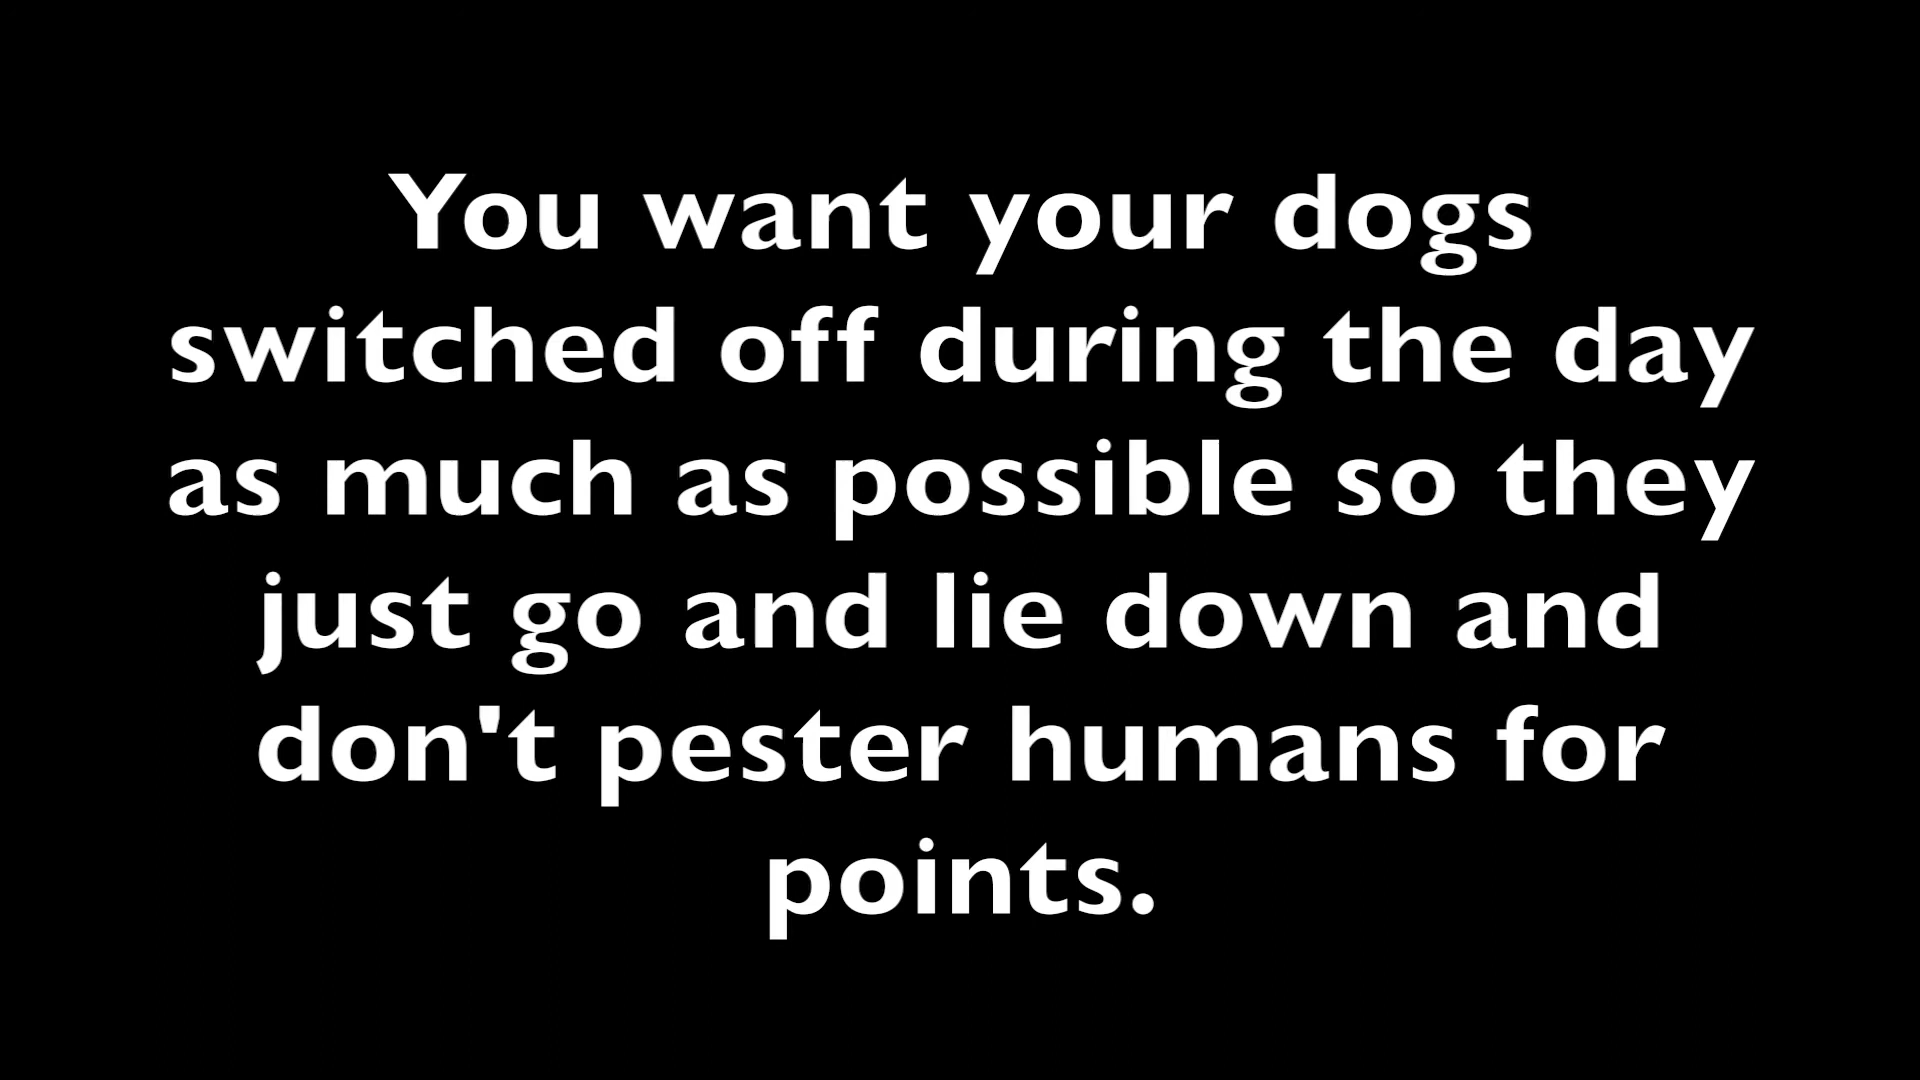 You want your dogs
switched off during the day
as much as possible so they
just go and lie down and
don't pester humans for
points.